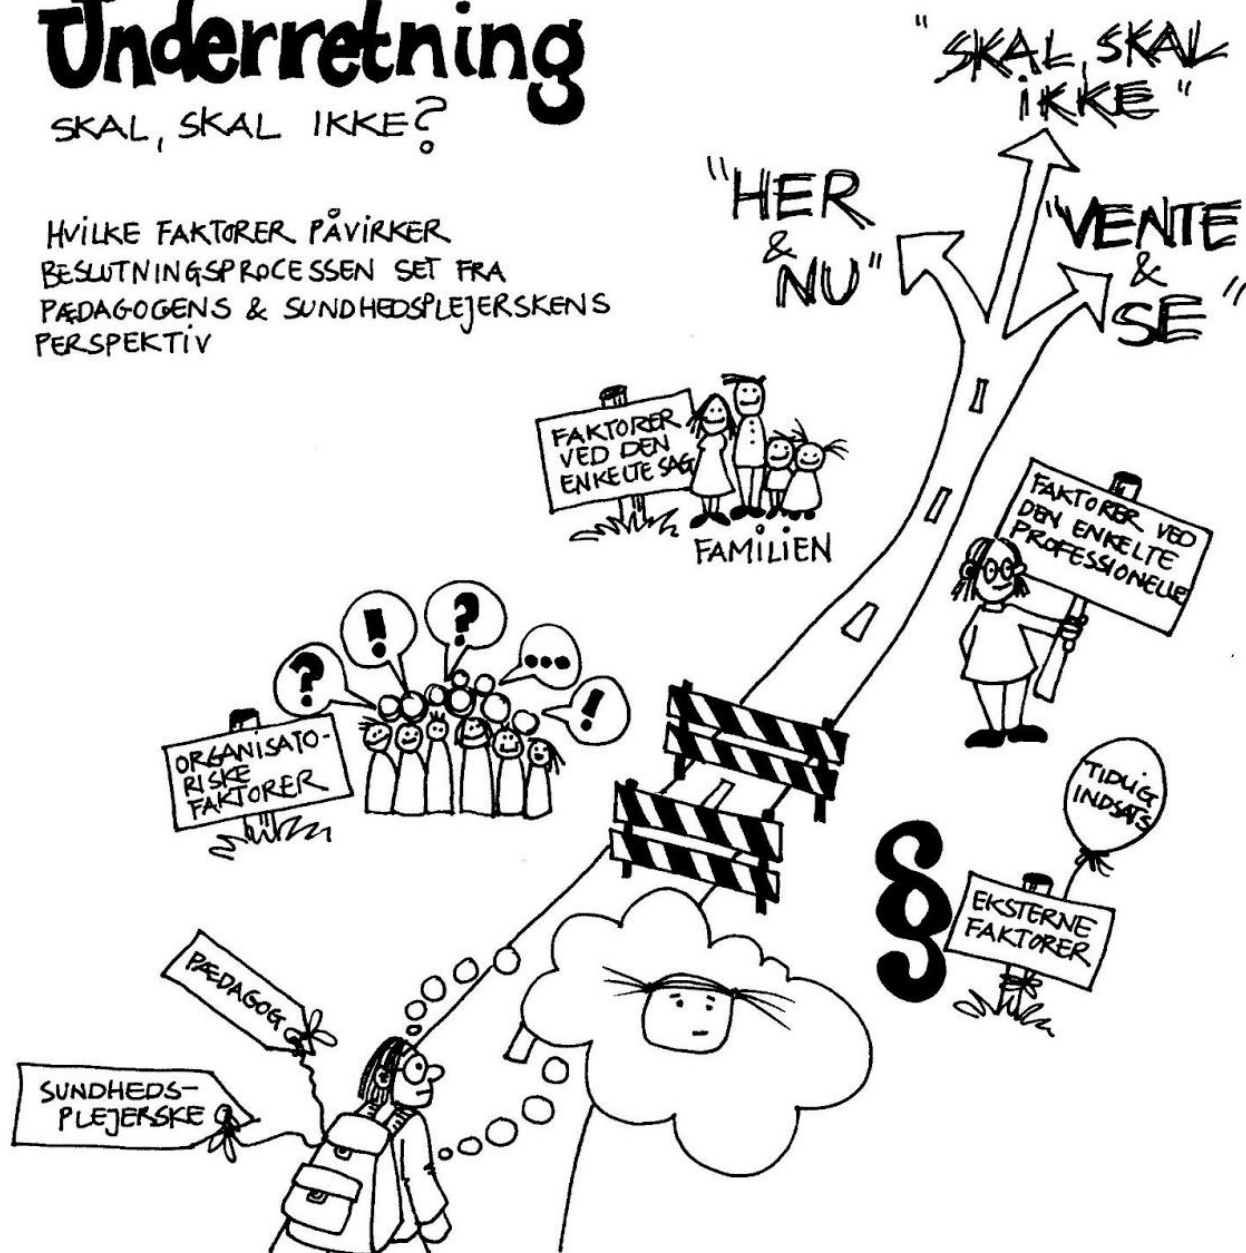 Underretning
SKAL, SKAL IKKE?
HVILKE FAKTORER PÅVIRKER
BESLUTNINGSPROCESSEN SET FRA
PÆDAGOGENS & SUNDHEDSPLEJERSKENS
PERSPEKTIV
"SKAL, SKAL
IKKE"
"HER
&
NU"
"VENTE
&
SE"
FAKTORER
VED DEN
ENKELTE SAG
FAMILIEN
FAKTORER VED
DEN ENKELTE
PROFESSIONELLE
?
!
?
...
!
ORGANISATO-
RISKE
FAKTORER
TIDLIG
INDSATS
§
EKSTERNE
FAKTORER
PÆDAGOG
SUNDHEDS-
PLEJERSKE